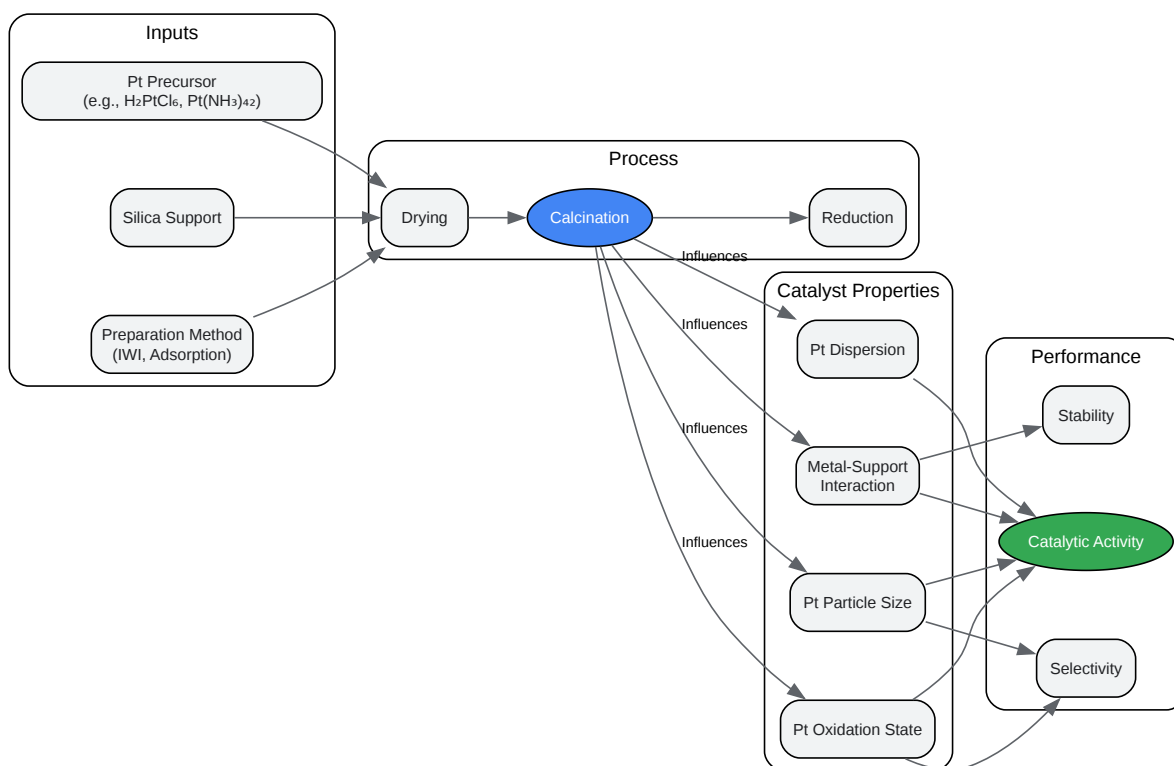 Inputs
Pt Precursor
(e.g., H₂PtCl₆, Pt(NH₃)₄₂)
Silica Support
Preparation Method
(IWI, Adsorption)
Process
Drying
Calcination
Reduction
Influences
Influences
Influences
Influences
Catalyst Properties
Pt Dispersion
Metal-Support
Interaction
Pt Particle Size
Pt Oxidation State
Performance
Stability
Catalytic Activity
Selectivity